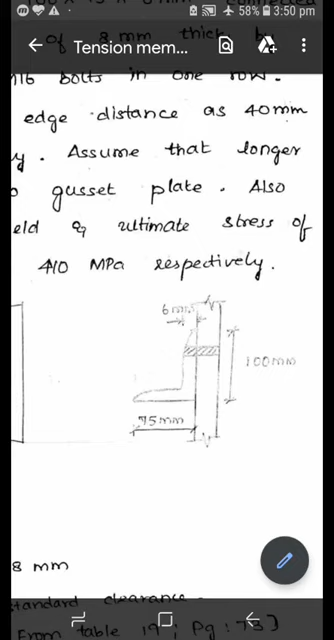 58% 3:50 pm
Tension mem...
of 8 mm thick by
M16 bolts in one row.
edge distance as 40mm
y. Assume that longer
o gusset plate. Also
eld & ultimate stress of
410 MPa respectively.
6mm
100mm
75mm
8 mm
standard clearance.
From table 19; Pg: 73]